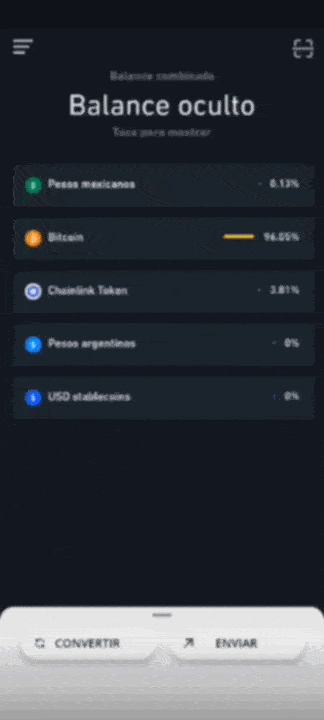 Balance combinado
Balance oculto
Toca para mostrar
Pesos mexicanos 0.13%
Bitcoin 96.05%
Chainlink Token 3.81%
Pesos argentinos 0%
USD stablecoins 0%
CONVERTIR ENVIAR